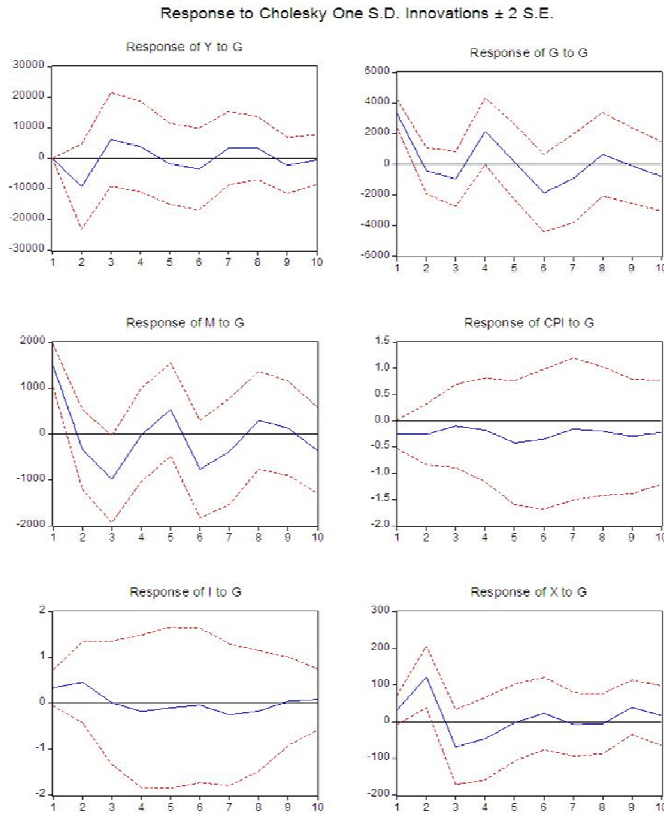 Response to Cholesky One S.D. Innovations ± 2 S.E.
Response of Y to G
30000
20000
10000
0
-10000
-20000
-30000
1 2 3 4 5 6 7 8 9 10
Response of G to G
6000
4000
2000
0
-2000
-4000
-6000
1 2 3 4 5 6 7 8 9 10
Response of M to G
2000
1000
0
-1000
-2000
1 2 3 4 5 6 7 8 9 10
Response of CPI to G
1.5
1.0
0.5
0.0
-0.5
-1.0
-1.5
-2.0
1 2 3 4 5 6 7 8 9 10
Response of I to G
2
1
0
-1
-2
1 2 3 4 5 6 7 8 9 10
Response of X to G
300
200
100
0
-100
-200
1 2 3 4 5 6 7 8 9 10